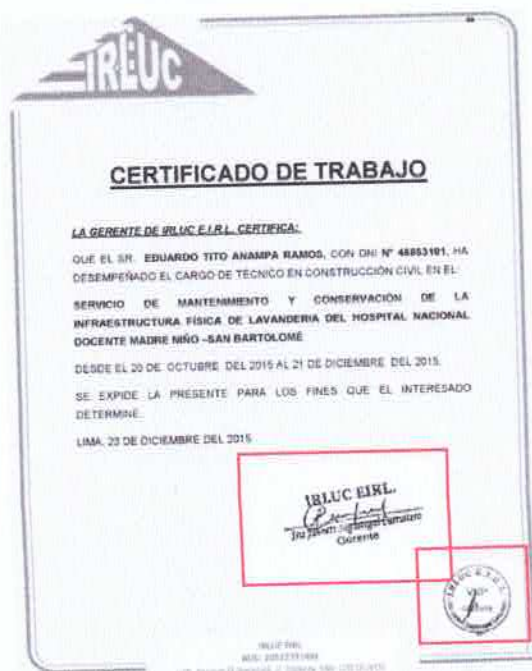 IRLUC
CERTIFICADO DE TRABAJO
LA GERENTE DE IRLUC E.I.R.L. CERTIFICA:
QUE EL SR. EDUARDO TITO ANAMPA RAMOS, CON DNI N° 46853101, HA
DESEMPEÑADO EL CARGO DE TÉCNICO EN CONSTRUCCIÓN CIVIL EN EL:
SERVICIO DE MANTENIMIENTO Y CONSERVACIÓN DE LA
INFRAESTRUCTURA FÍSICA DE LAVANDERIA DEL HOSPITAL NACIONAL
DOCENTE MADRE NIÑO –SAN BARTOLOMÉ
DESDE EL 20 DE OCTUBRE DEL 2015 AL 21 DE DICIEMBRE DEL 2015.
SE EXPIDE LA PRESENTE PARA LOS FINES QUE EL INTERESADO
DETERMINE.
LIMA, 23 DE DICIEMBRE DEL 2015
IRLUC EIRL.
Gerente
IRLUC E.I.R.L.
IRLUC EIRL